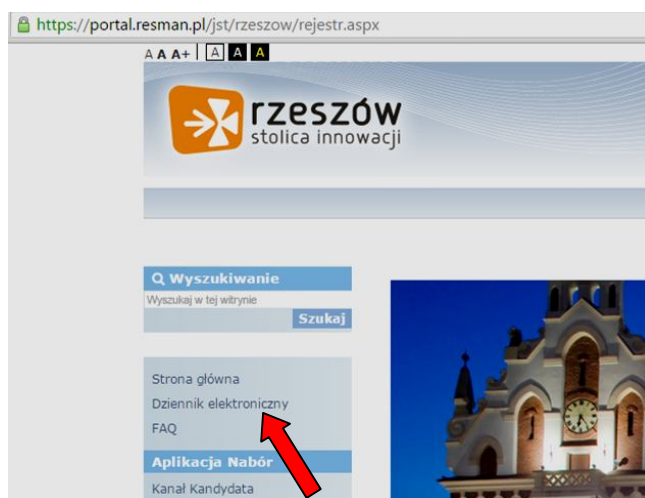 https://portal.resman.pl/jst/rzeszow/rejestr.aspx
A A A+ | A A A
rzeszów
stolica innowacji
Wyszukiwanie
Wyszukaj w tej witrynie
Szukaj
Strona główna
Dziennik elektroniczny
FAQ
Aplikacja Nabór
Kanał Kandydata